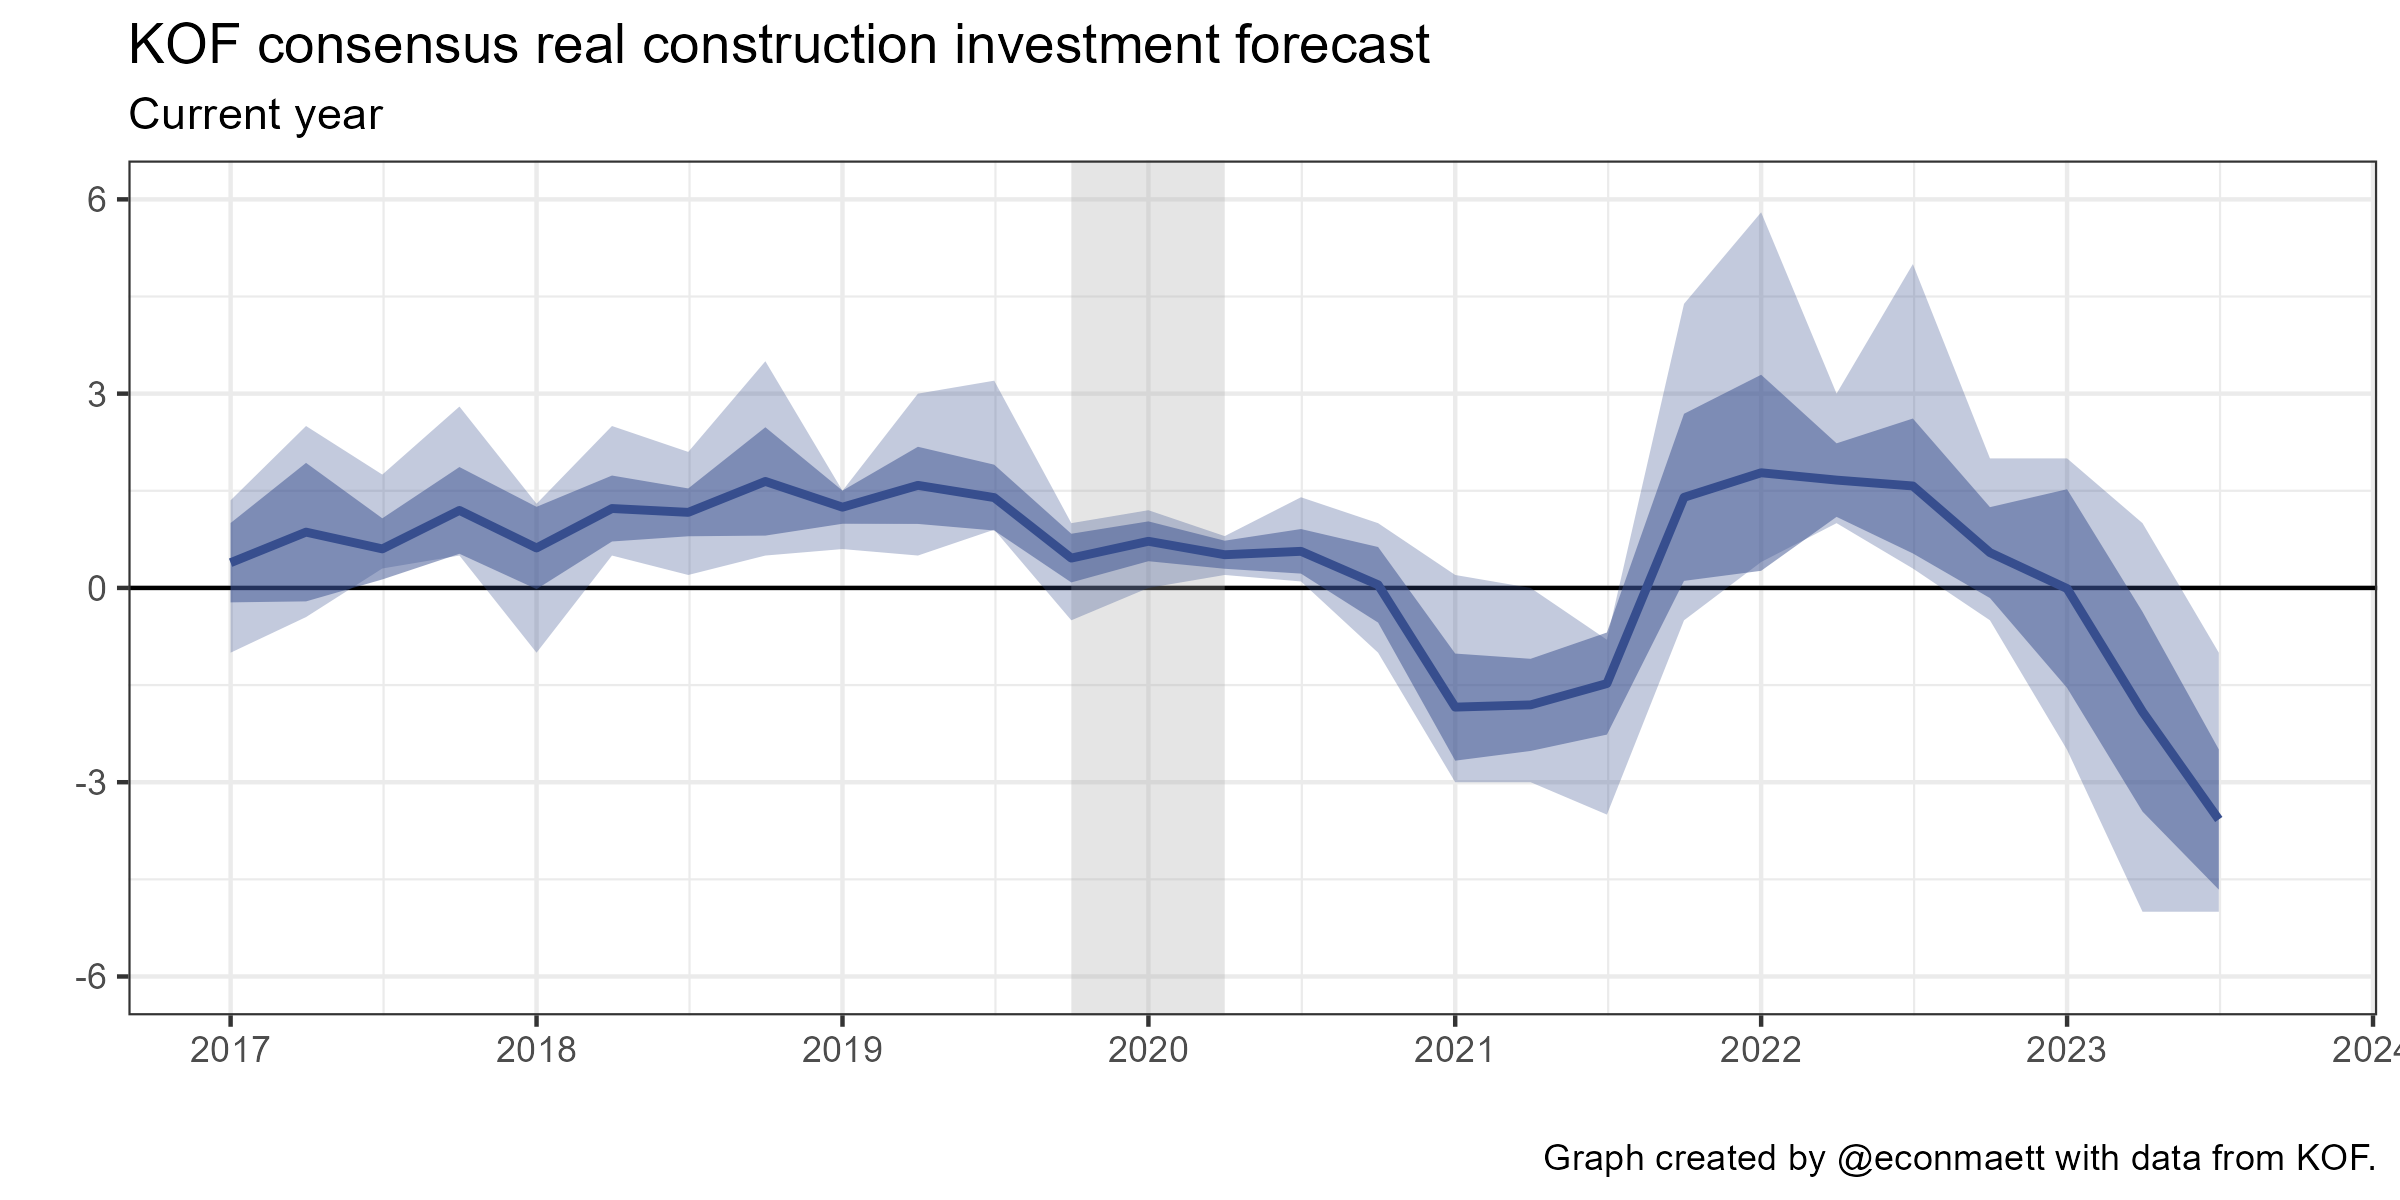 KOF consensus real construction investment forecast
Current year
6
3
0
-3
-6
2017 2018 2019 2020 2021 2022 2023 2024
Graph created by @econmaett with data from KOF.